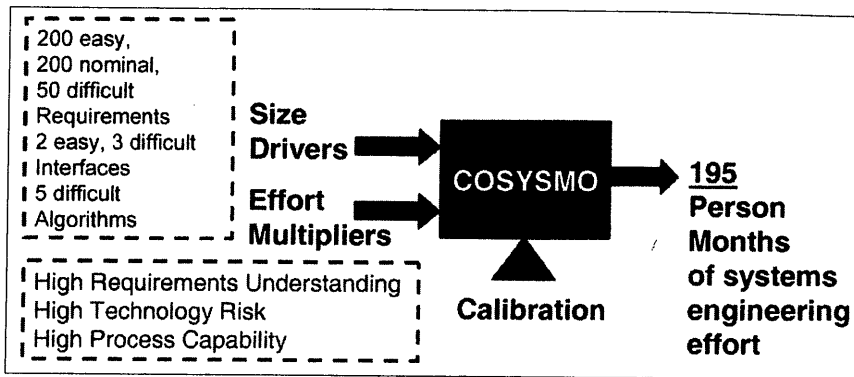 200 easy,
200 nominal,
50 difficult
Requirements
2 easy, 3 difficult
Interfaces
5 difficult
Algorithms
Size
Drivers
Effort
Multipliers
COSYSMO
Calibration
195
Person
Months
of systems
engineering
effort
High Requirements Understanding
High Technology Risk
High Process Capability